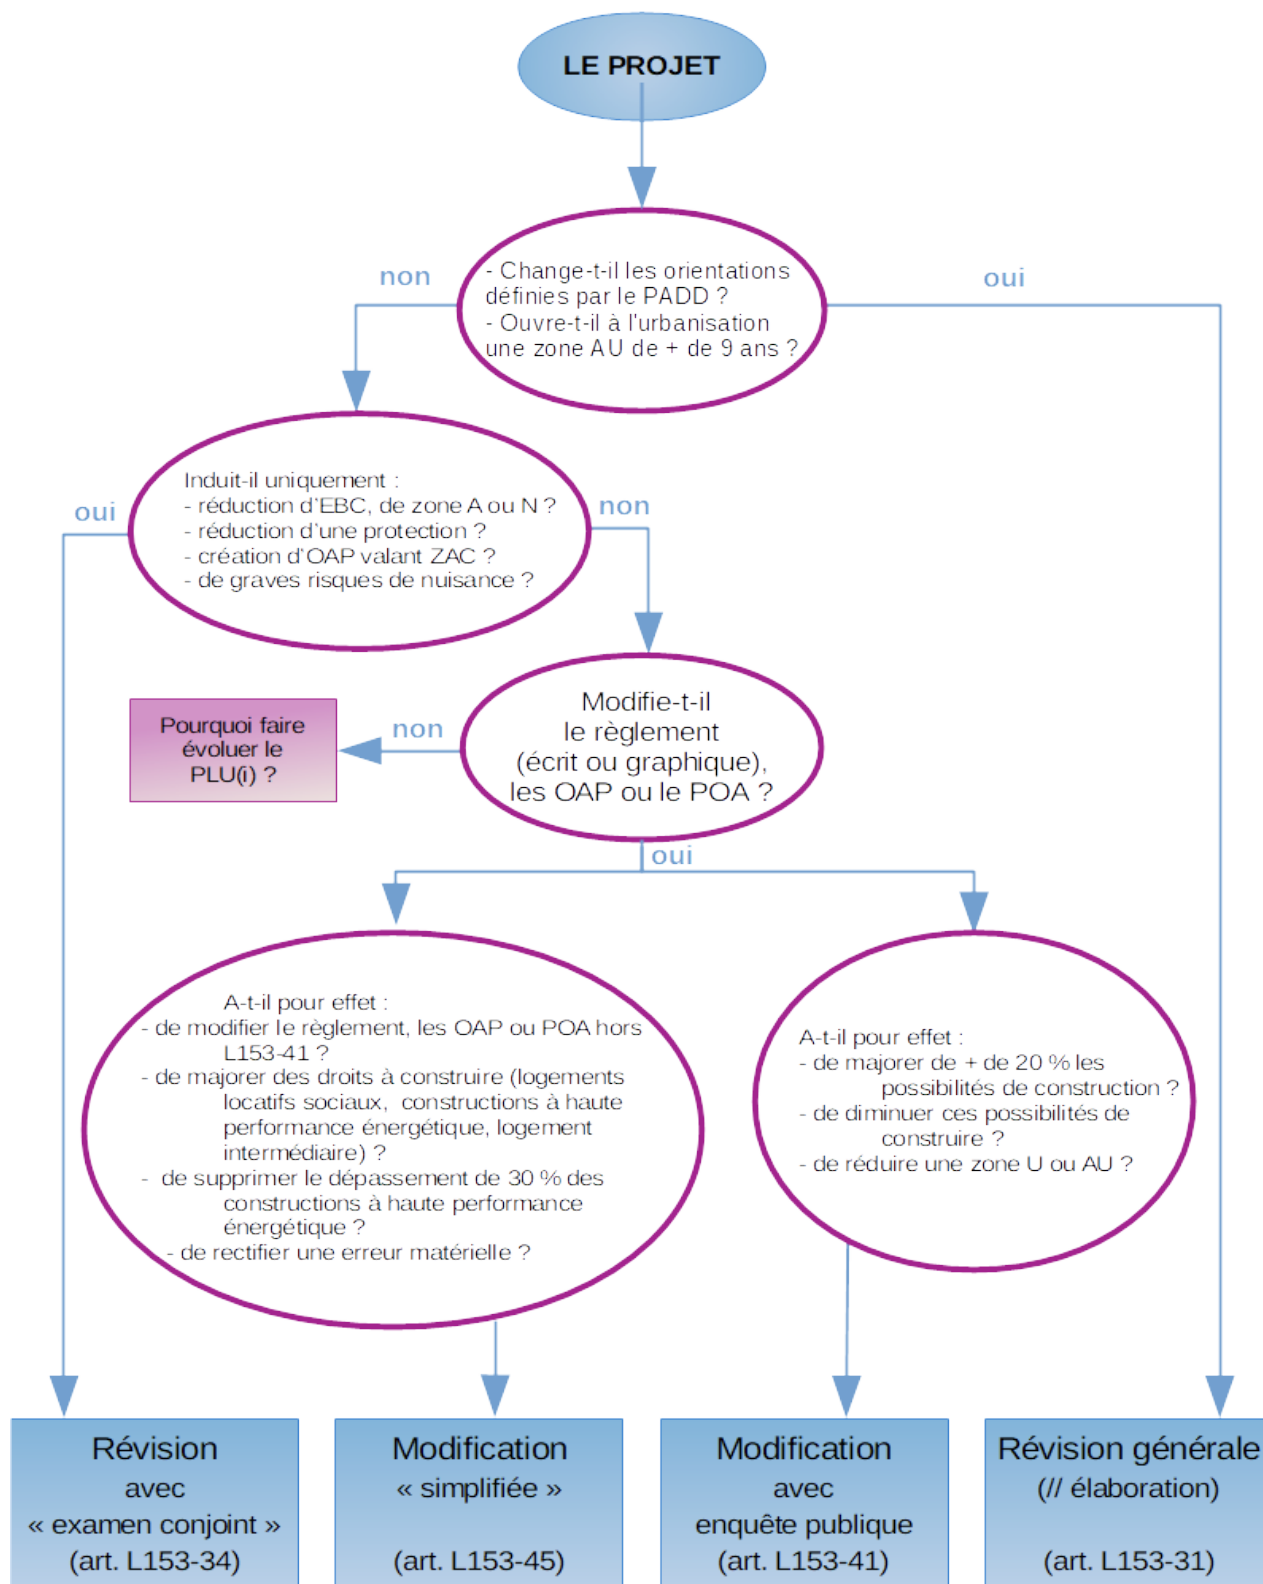 LE PROJET
- Change-t-il les orientations
définies par le PADD ?
- Ouvre-t-il à l'urbanisation
une zone AU de + de 9 ans ?
non
oui
Induit-il uniquement :
- réduction d'EBC, de zone A ou N ?
- réduction d'une protection ?
- création d'OAP valant ZAC ?
- de graves risques de nuisance ?
oui
non
Modifie-t-il
le règlement
(écrit ou graphique),
les OAP ou le POA ?
non
Pourquoi faire
évoluer le
PLU(i) ?
oui
A-t-il pour effet :
- de modifier le règlement, les OAP ou POA hors
L153-41 ?
- de majorer des droits à construire (logements
locatifs sociaux, constructions à haute
performance énergétique, logement
intermédiaire) ?
- de supprimer le dépassement de 30 % des
constructions à haute performance
énergétique ?
- de rectifier une erreur matérielle ?
A-t-il pour effet :
- de majorer de + de 20 % les
possibilités de construction ?
- de diminuer ces possibilités de
construire ?
- de réduire une zone U ou AU ?
Révision
avec
« examen conjoint »
(art. L153-34)
Modification
« simplifiée »
(art. L153-45)
Modification
avec
enquête publique
(art. L153-41)
Révision générale
(// élaboration)
(art. L153-31)